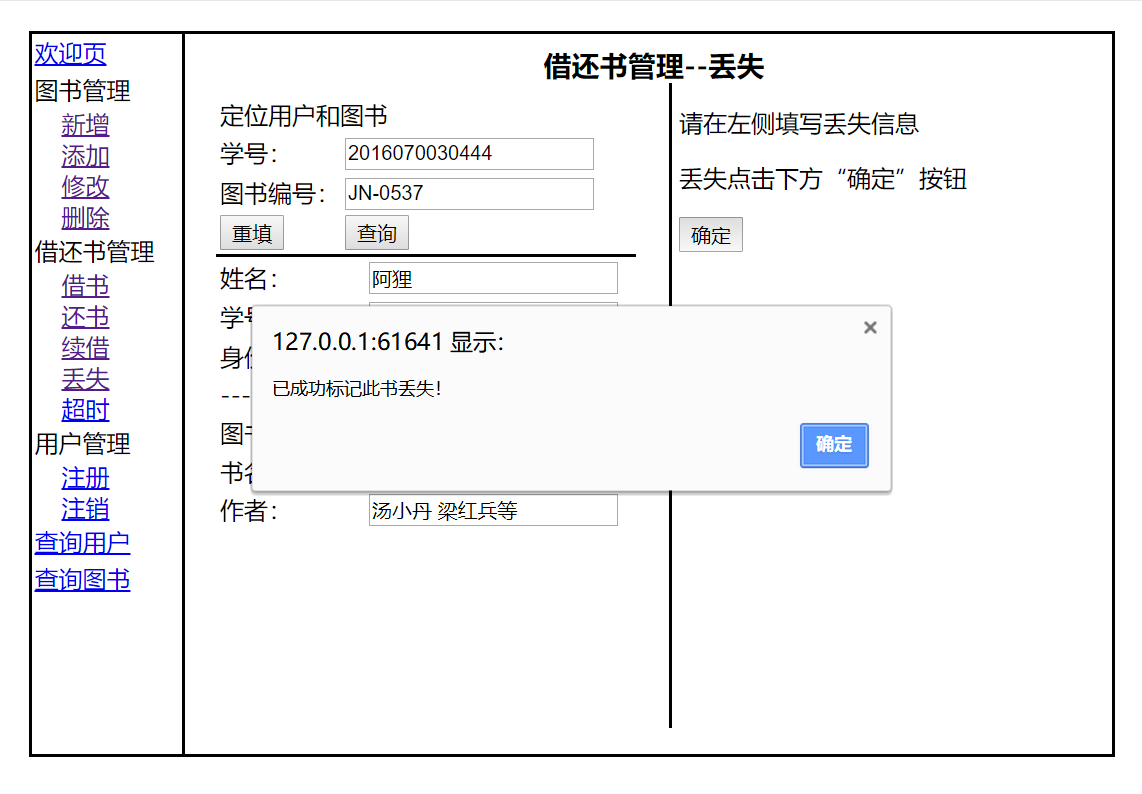 欢迎页
图书管理
新增
添加
修改
删除
借还书管理
借书
还书
续借
丢失
超时
用户管理
注册
注销
查询用户
查询图书
借还书管理--丢失
定位用户和图书
学号： 2016070030444
图书编号： JN-0537
重填 查询
姓名： 阿狸
学号
---
图书
书名
作者： 汤小丹 梁红兵等
请在左侧填写丢失信息
丢失点击下方“确定”按钮
确定
127.0.0.1:61641 显示:
已成功标记此书丢失！
确定